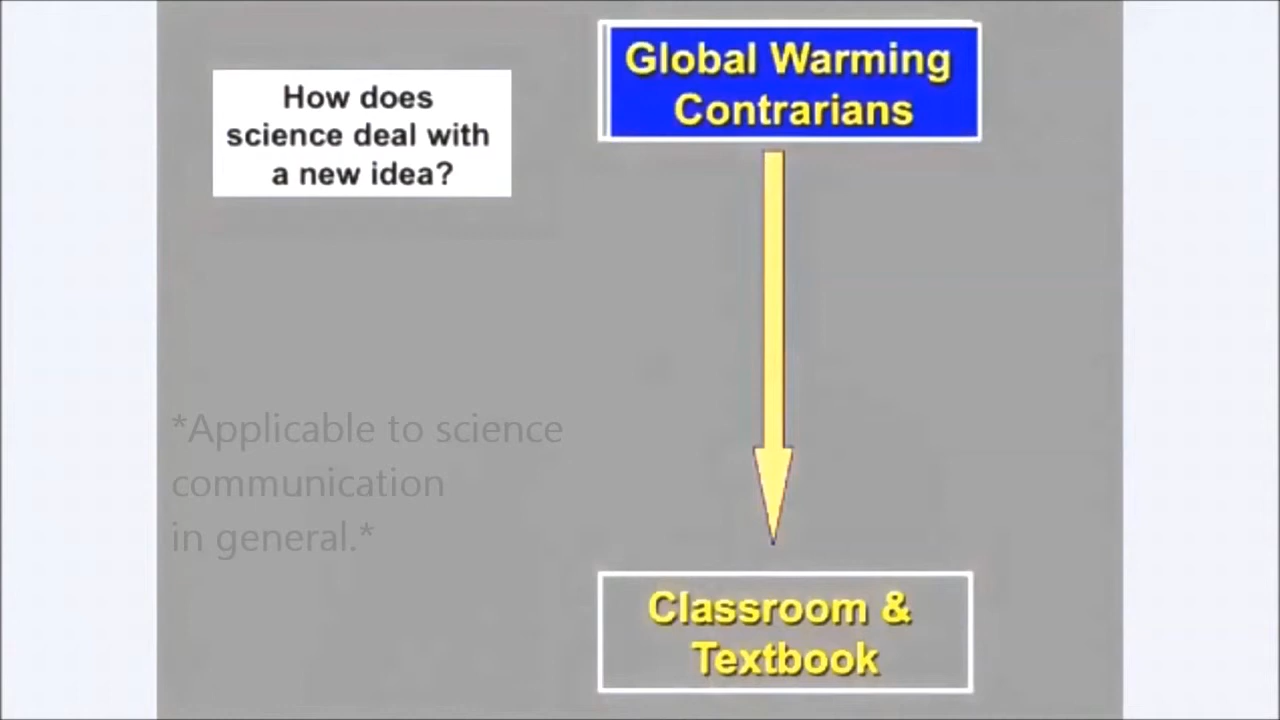 How does
science deal with
a new idea?
Global Warming
Contrarians
*Applicable to science
communication
in general.*
Classroom &
Textbook